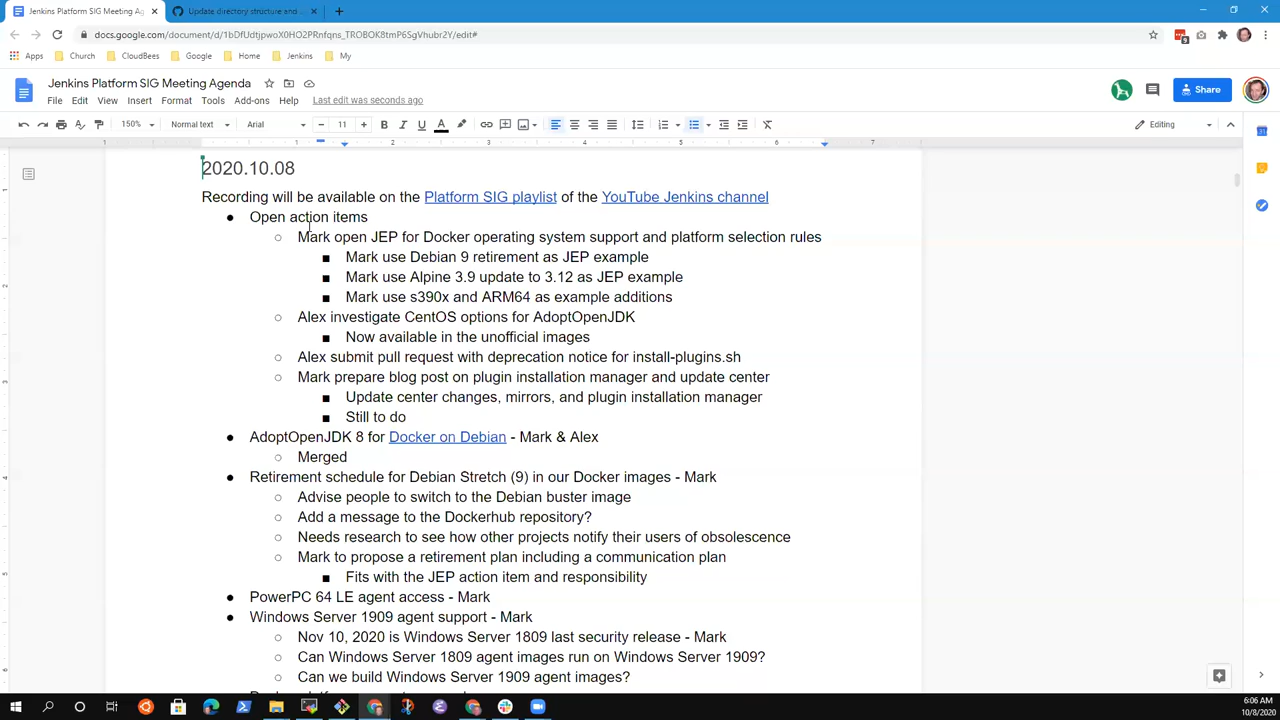 Jenkins Platform SIG Meeting Ag
Update directory structure and
docs.google.com/document/d/1bDfUdtjpwoX0HO2PRnfqns_TROBOK8tmP6SgVhubr2Y/edit#
Apps Church CloudBees Google Home Jenkins My
Jenkins Platform SIG Meeting Agenda
File Edit View Insert Format Tools Add-ons Help Last edit was seconds ago
Share
150% Normal text Arial 11 Editing
1 1 2 3 4 5 6 7
2020.10.08
Recording will be available on the Platform SIG playlist of the YouTube Jenkins channel
● Open action items
○ Mark open JEP for Docker operating system support and platform selection rules
■ Mark use Debian 9 retirement as JEP example
■ Mark use Alpine 3.9 update to 3.12 as JEP example
■ Mark use s390x and ARM64 as example additions
○ Alex investigate CentOS options for AdoptOpenJDK
■ Now available in the unofficial images
○ Alex submit pull request with deprecation notice for install-plugins.sh
○ Mark prepare blog post on plugin installation manager and update center
■ Update center changes, mirrors, and plugin installation manager
■ Still to do
● AdoptOpenJDK 8 for Docker on Debian - Mark & Alex
○ Merged
● Retirement schedule for Debian Stretch (9) in our Docker images - Mark
○ Advise people to switch to the Debian buster image
○ Add a message to the Dockerhub repository?
○ Needs research to see how other projects notify their users of obsolescence
○ Mark to propose a retirement plan including a communication plan
■ Fits with the JEP action item and responsibility
● PowerPC 64 LE agent access - Mark
● Windows Server 1909 agent support - Mark
○ Nov 10, 2020 is Windows Server 1809 last security release - Mark
○ Can Windows Server 1809 agent images run on Windows Server 1909?
○ Can we build Windows Server 1909 agent images?
6:06 AM
10/8/2020